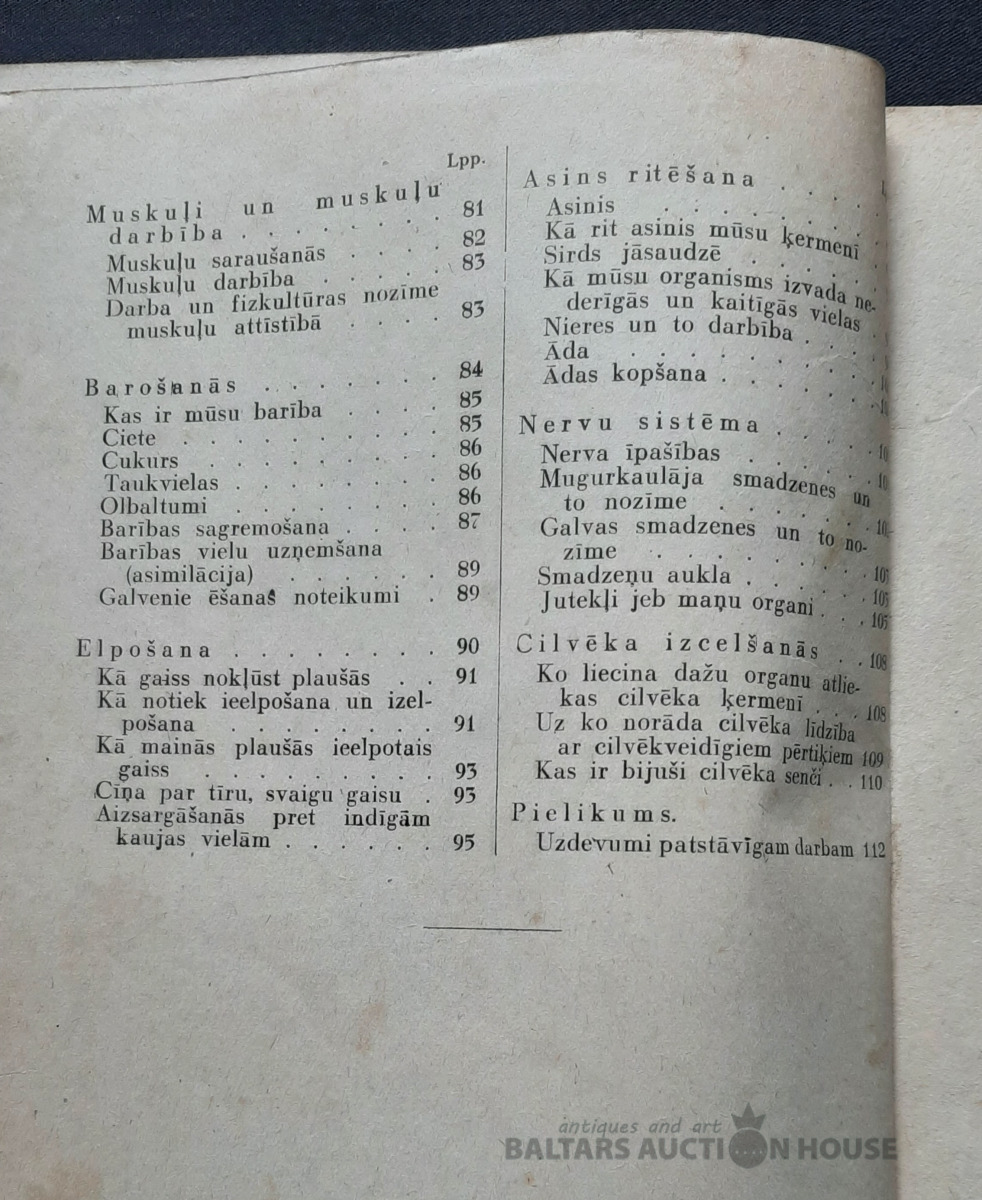 Lpp.
Muskuļi un muskuļu
darbība . . . . . . . 81
Muskuļu saraušanās . . . . 82
Muskuļu darbība . . . . . 83
Darba un fizkultūras nozīme
muskuļu attīstībā . . . . 83
Barošanās . . . . . . . 84
Kas ir mūsu barība . . . . 85
Ciete . . . . . . . . . . 85
Cukurs . . . . . . . . . 86
Taukvielas . . . . . . . . 86
Olbaltumi . . . . . . . . 86
Barības sagremošana . . . . 87
Barības vielu uzņemšana
(asimilācija) . . . . . . 89
Galvenie ēšanas noteikumi . 89
Elpošana . . . . . . . . 90
Kā gaiss nokļūst plaušās . . 91
Kā notiek ieelpošana un izel-
pošana . . . . . . . . 91
Kā mainās plaušās ieelpotais
gaiss . . . . . . . . . 93
Cīņa par tīru, svaigu gaisu . 93
Aizsargāšanās pret indīgām
kaujas vielām . . . . . . 95
Asins ritēšana . . . .
Asinis . . . . . . .
Kā rit asinis mūsu ķermenī .
Sirds jāsaudzē . . . . .
Kā mūsu organisms izvada ne-
derīgās un kaitīgās vielas .
Nieres un to darbība . . .
Āda . . . . . . . .
Ādas kopšana . . . . . .
Nervu sistēma . . . .
Nerva īpašības . . . . .
Mugurkaulāja smadzenes un
to nozīme . . . . . .
Galvas smadzenes un to no-
zīme . . . . . . . .
Smadzeņu aukla . . . . . 105
Jutekļi jeb maņu organi . . . 105
Cilvēka izcelšanās . . 108
Ko liecina dažu organu atlie-
kas cilvēka ķermenī . . . 108
Uz ko norāda cilvēka līdzība
ar cilvēkveidīgiem pērtiķiem 109
Kas ir bijuši cilvēka senči . . 110
Pielikums.
Uzdevumi patstāvīgam darbam 112
antiques and art
BALTARS AUCTION HOUSE